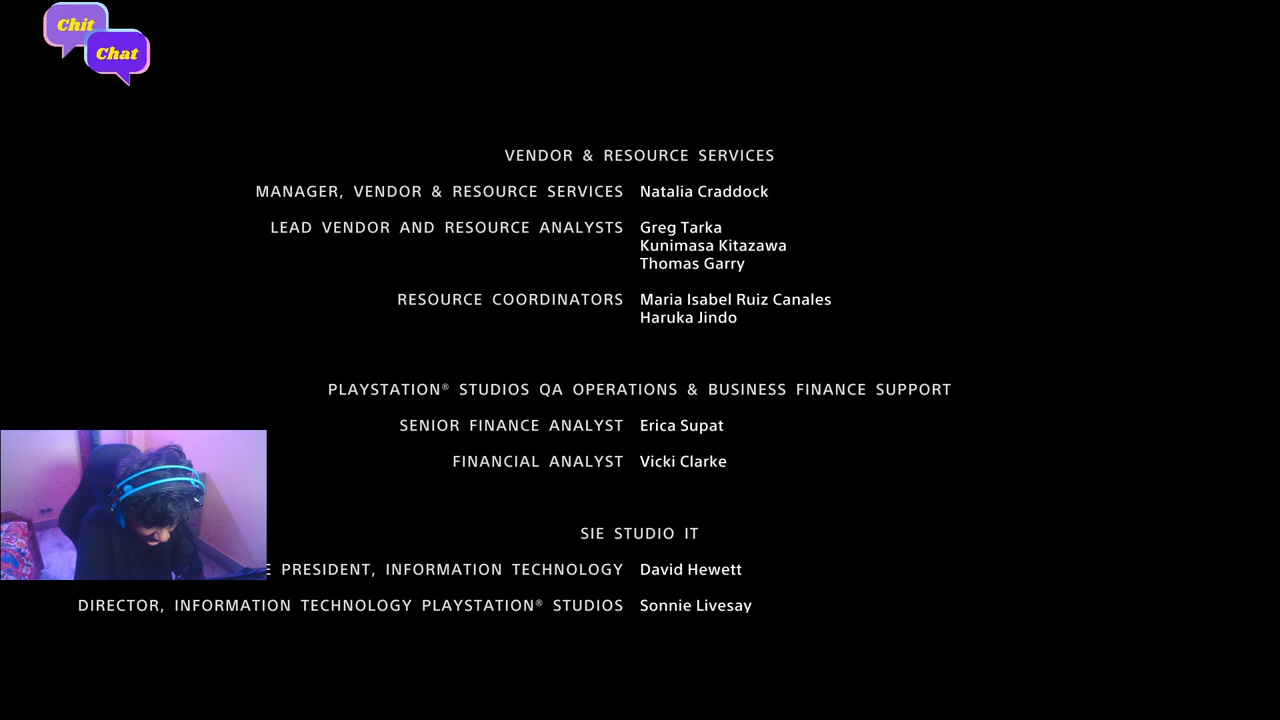 Chit
Chat
VENDOR & RESOURCE SERVICES
MANAGER, VENDOR & RESOURCE SERVICES Natalia Craddock
LEAD VENDOR AND RESOURCE ANALYSTS Greg Tarka
Kunimasa Kitazawa
Thomas Garry
RESOURCE COORDINATORS Maria Isabel Ruiz Canales
Haruka Jindo
PLAYSTATION® STUDIOS QA OPERATIONS & BUSINESS FINANCE SUPPORT
SENIOR FINANCE ANALYST Erica Supat
FINANCIAL ANALYST Vicki Clarke
SIE STUDIO IT
PRESIDENT, INFORMATION TECHNOLOGY David Hewett
DIRECTOR, INFORMATION TECHNOLOGY PLAYSTATION® STUDIOS Sonnie Livesay